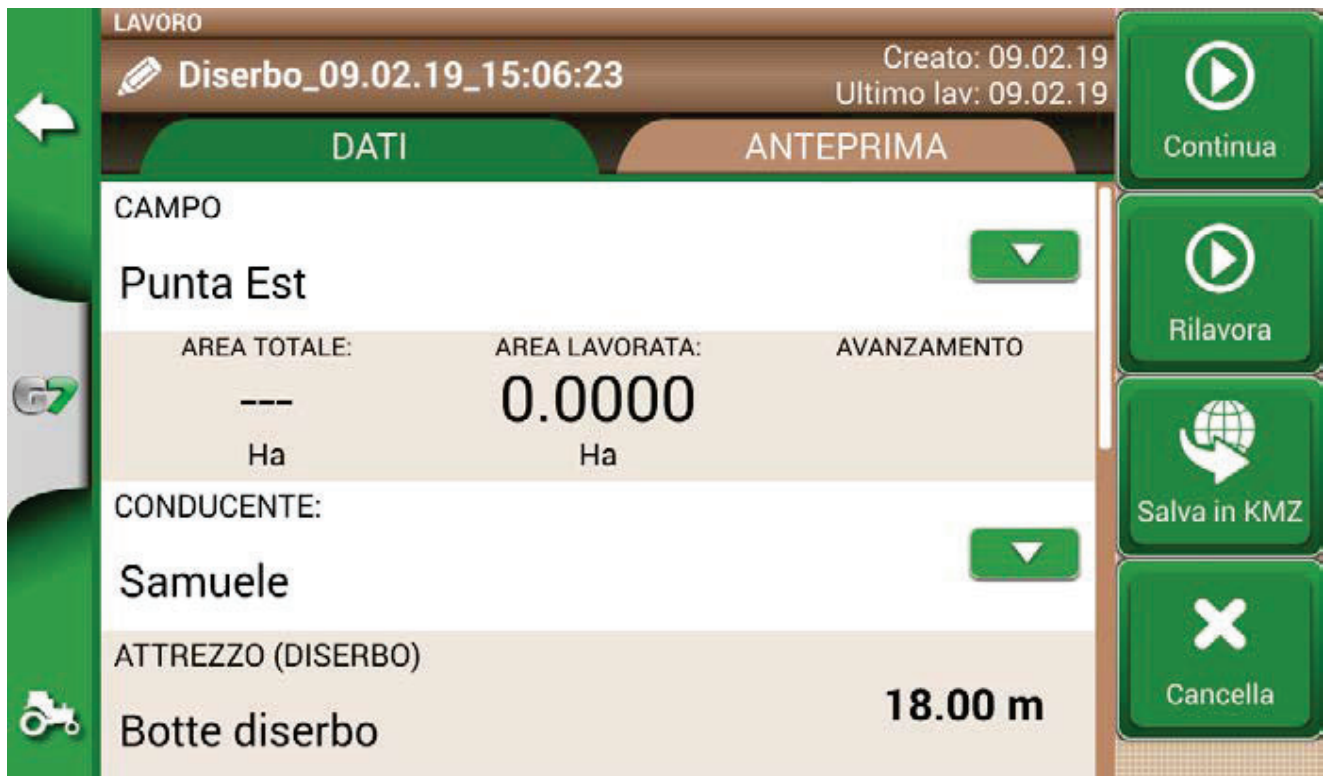 LAVORO
Diserbo_09.02.19_15:06:23
Creato: 09.02.19
Ultimo lav: 09.02.19
DATI
ANTEPRIMA
CAMPO
Punta Est
AREA TOTALE:
---
Ha
AREA LAVORATA:
0.0000
Ha
AVANZAMENTO
CONDUCENTE:
Samuele
ATTREZZO (DISERBO)
Botte diserbo
18.00 m
G7
Continua
Rilavora
Salva in KMZ
Cancella